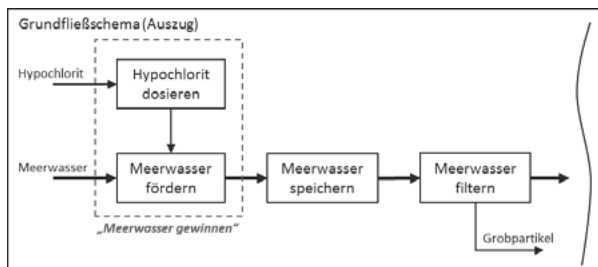 Grundfließschema (Auszug)
Hypochlorit
Hypochlorit
dosieren
Meerwasser
Meerwasser
fördern
Meerwasser
speichern
Meerwasser
filtern
Grobpartikel
„Meerwasser gewinnen“